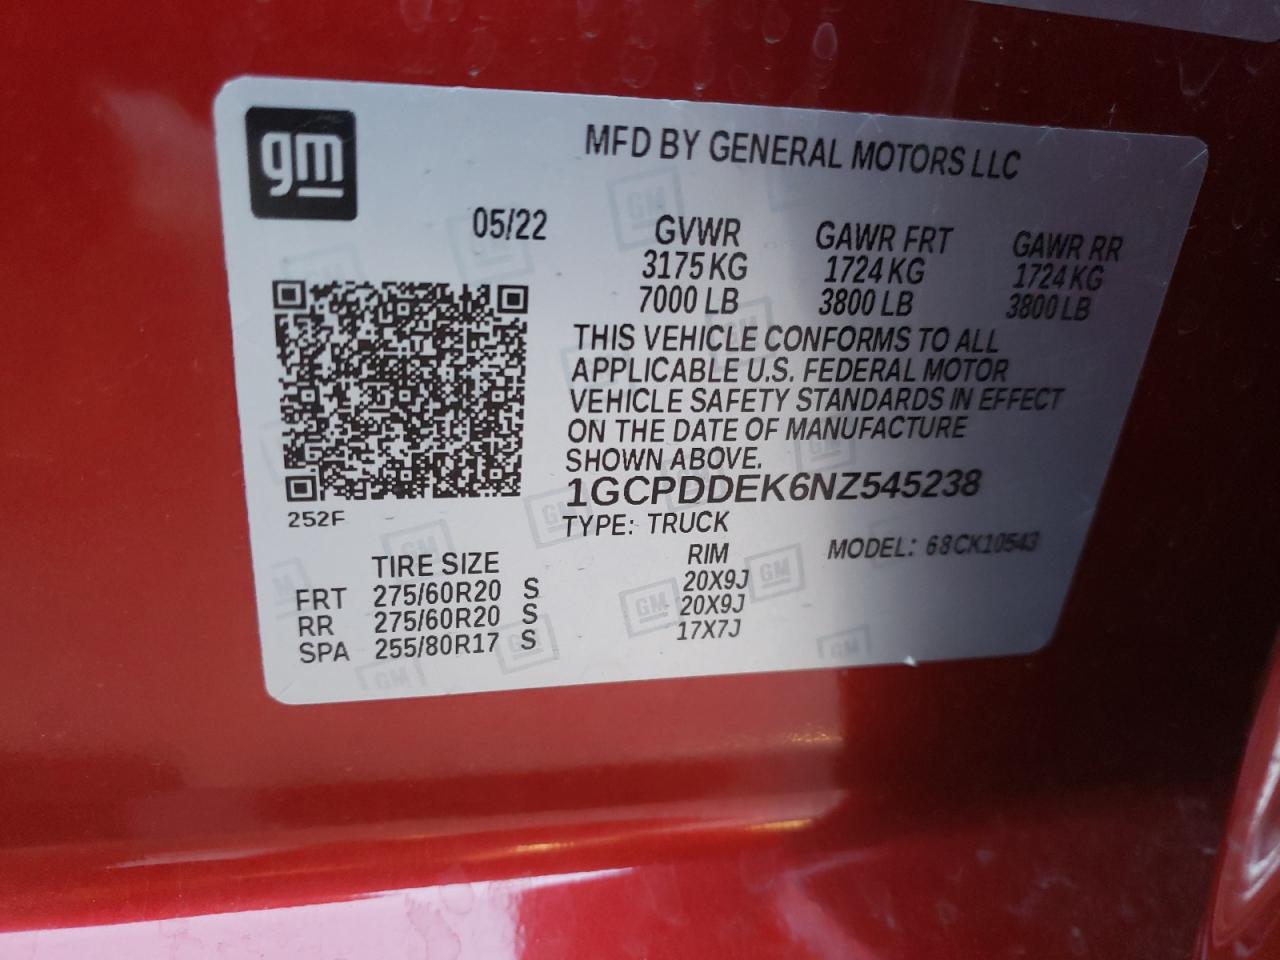 gm
MFD BY GENERAL MOTORS LLC
05/22
GVWR GAWR FRT GAWR RR
3175 KG 1724 KG 1724 KG
7000 LB 3800 LB 3800 LB
THIS VEHICLE CONFORMS TO ALL
APPLICABLE U.S. FEDERAL MOTOR
VEHICLE SAFETY STANDARDS IN EFFECT
ON THE DATE OF MANUFACTURE
SHOWN ABOVE.
1GCPDDEK6NZ545238
252F
TYPE: TRUCK
MODEL: 68CK10543
TIRE SIZE RIM
FRT 275/60R20 S 20X9J
RR 275/60R20 S 20X9J
SPA 255/80R17 S 17X7J